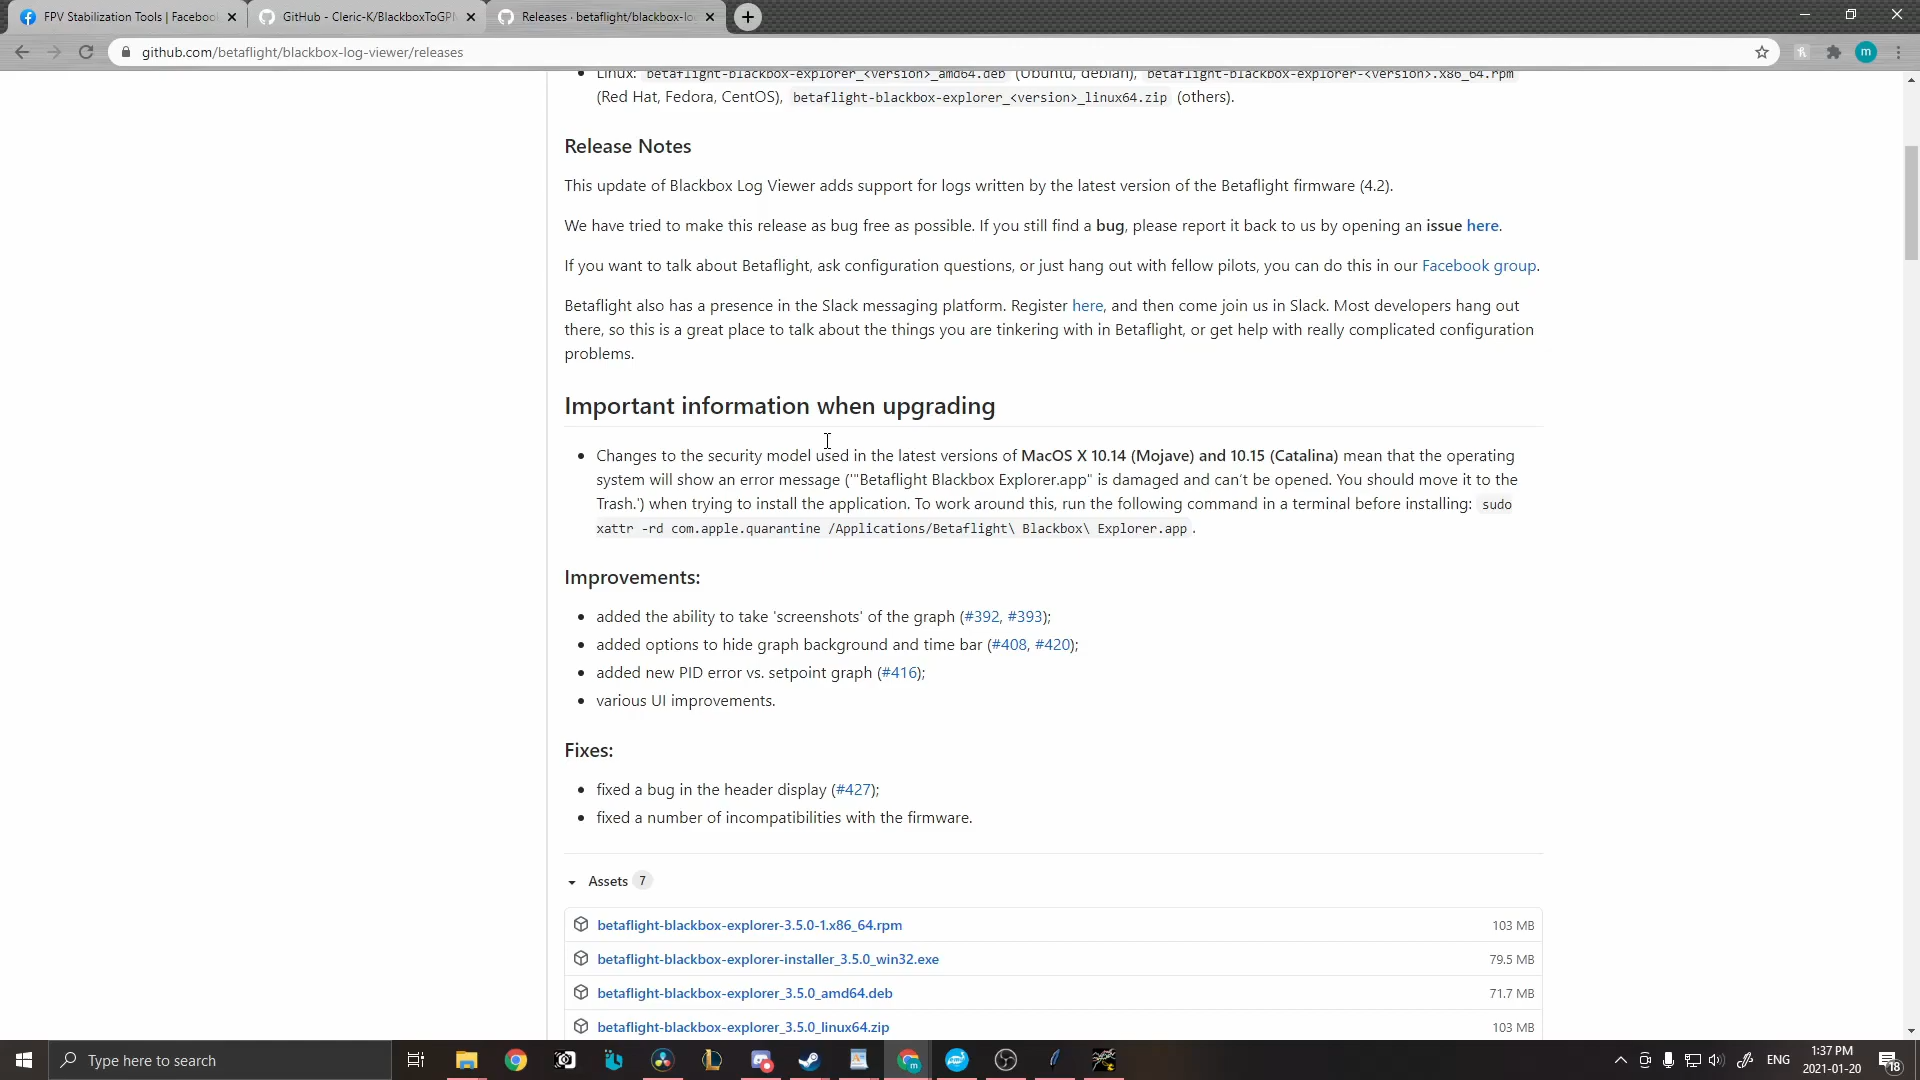 FPV Stabilization Tools | Faceboo
GitHub - Cleric-K/BlackboxToGP
Releases · betaflight/blackbox-lo
github.com/betaflight/blackbox-log-viewer/releases
m
Linux: betaflight-blackbox-explorer_<version>_amd64.deb (Ubuntu, debian), betaflight-blackbox-explorer-<version>.x86_64.rpm
(Red Hat, Fedora, CentOS), betaflight-blackbox-explorer_<version>_linux64.zip (others).
Release Notes
This update of Blackbox Log Viewer adds support for logs written by the latest version of the Betaflight firmware (4.2).
We have tried to make this release as bug free as possible. If you still find a bug, please report it back to us by opening an issue here.
If you want to talk about Betaflight, ask configuration questions, or just hang out with fellow pilots, you can do this in our Facebook group.
Betaflight also has a presence in the Slack messaging platform. Register here, and then come join us in Slack. Most developers hang out
there, so this is a great place to talk about the things you are tinkering with in Betaflight, or get help with really complicated configuration
problems.
Important information when upgrading
• Changes to the security model used in the latest versions of MacOS X 10.14 (Mojave) and 10.15 (Catalina) mean that the operating
system will show an error message ('"Betaflight Blackbox Explorer.app" is damaged and can't be opened. You should move it to the
Trash.') when trying to install the application. To work around this, run the following command in a terminal before installing: sudo
xattr -rd com.apple.quarantine /Applications/Betaflight\ Blackbox\ Explorer.app .
Improvements:
• added the ability to take 'screenshots' of the graph (#392, #393);
• added options to hide graph background and time bar (#408, #420);
• added new PID error vs. setpoint graph (#416);
• various UI improvements.
Fixes:
• fixed a bug in the header display (#427);
• fixed a number of incompatibilities with the firmware.
Assets 7
betaflight-blackbox-explorer-3.5.0-1.x86_64.rpm 103 MB
betaflight-blackbox-explorer-installer_3.5.0_win32.exe 79.5 MB
betaflight-blackbox-explorer_3.5.0_amd64.deb 71.7 MB
betaflight-blackbox-explorer_3.5.0_linux64.zip 103 MB
Type here to search
ENG
1:37 PM
2021-01-20
18